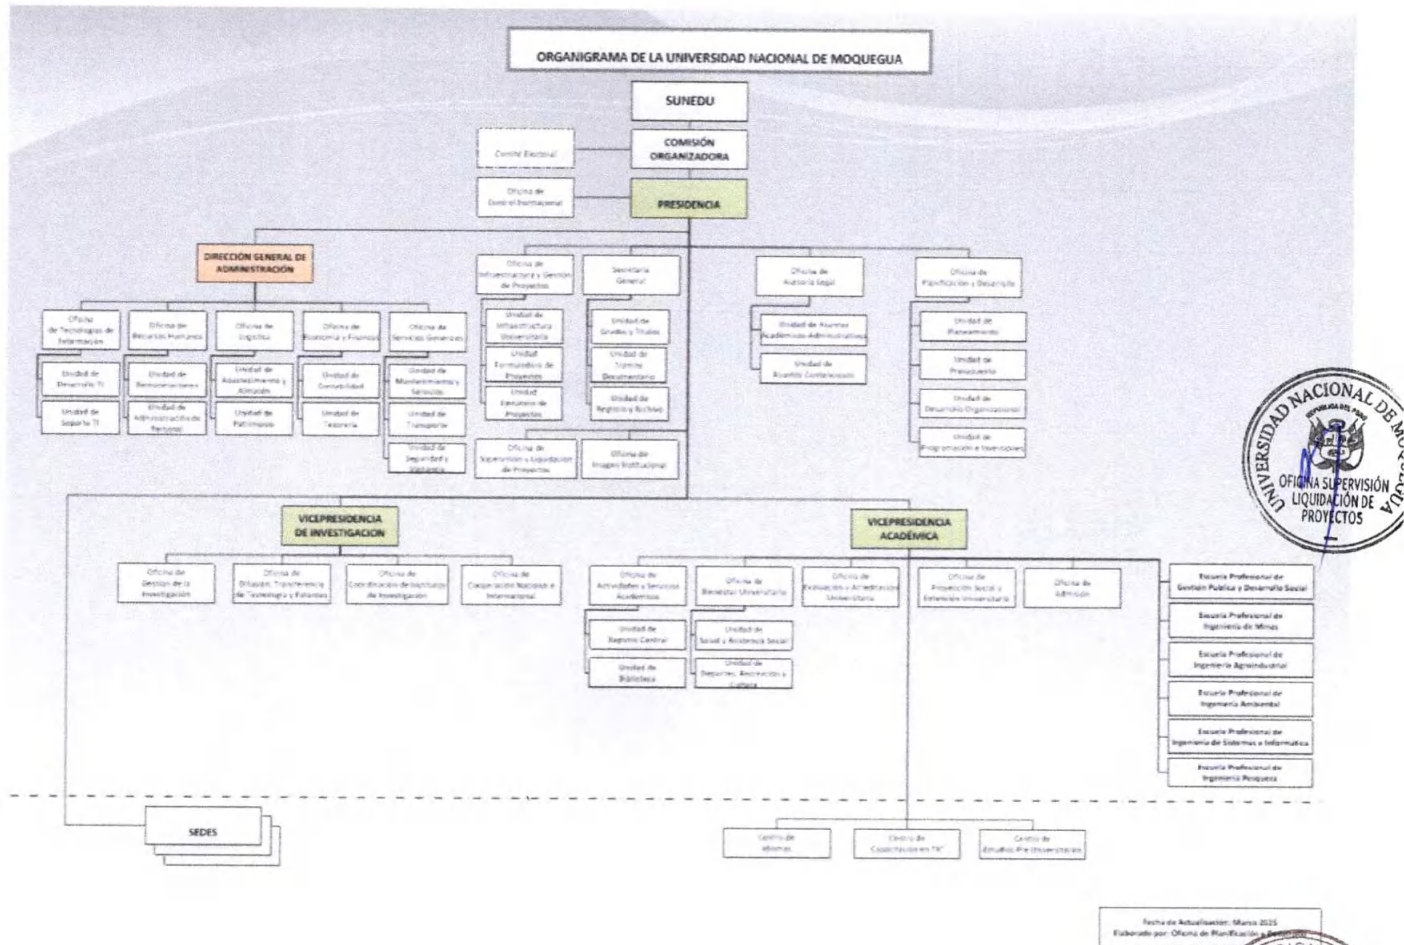 ORGANIGRAMA DE LA UNIVERSIDAD NACIONAL DE MOQUEGUA
SUNEDU
COMISIÓN
ORGANIZADORA
Comité Electoral
Oficina de
Control Institucional
PRESIDENCIA
DIRECCIÓN GENERAL DE
ADMINISTRACIÓN
Oficina de
Infraestructura y Gestión
de Proyectos
Secretaría
General
Oficina de
Asesoría Legal
Oficina de
Planificación y Desarrollo
Oficina
de Tecnologías de
Información
Oficina de
Recursos Humanos
Oficina de
Logística
Oficina de
Economía y Finanzas
Oficina de
Servicios Generales
Unidad de
Infraestructura
Universitaria
Unidad de
Grados y Títulos
Unidad de Asuntos
Académicos-Administrativos
Unidad de
Planeamiento
Unidad de
Desarrollo TI
Unidad de
Remuneraciones
Unidad de
Abastecimiento y
Almacén
Unidad de
Contabilidad
Unidad de
Mantenimiento y
Servicios
Unidad
Formuladora de
Proyectos
Unidad de
Trámite
Documentario
Unidad de
Asuntos Contenciosos
Unidad de
Presupuesto
Unidad de
Soporte TI
Unidad de
Administración de
Personal
Unidad de
Patrimonio
Unidad de
Tesorería
Unidad de
Transporte
Unidad
Ejecutora de
Proyectos
Unidad de
Registro y Archivo
Unidad de
Desarrollo Organizacional
Unidad de
Seguridad y
Vigilancia
Oficina de
Supervisión y Liquidación
de Proyectos
Oficina de
Imagen Institucional
Unidad de
Programación e Inversiones
UNIVERSIDAD NACIONAL DE MOQUEGUA
REPUBLICA DEL PERU
OFICINA SUPERVISIÓN
LIQUIDACIÓN DE
PROYECTOS
VICEPRESIDENCIA
DE INVESTIGACION
VICEPRESIDENCIA
ACADÉMICA
Oficina de
Gestión de la
Investigación
Oficina de
Difusión, Transferencia
de Tecnología y Patentes
Oficina de
Coordinación de Institutos
de Investigación
Oficina de
Cooperación Nacional e
Internacional
Oficina de
Actividades y Servicios
Académicos
Oficina de
Bienestar Universitario
Oficina de
Evaluación y Acreditación
Universitaria
Oficina de
Proyección Social y
Extensión Universitaria
Oficina de
Admisión
Escuela Profesional de
Gestión Pública y Desarrollo Social
Unidad de
Registro Central
Unidad de
Salud y Asistencia Social
Escuela Profesional de
Ingeniería de Minas
Unidad de
Biblioteca
Unidad de
Deportes, Recreación y
Cultura
Escuela Profesional de
Ingeniería Agroindustrial
Escuela Profesional de
Ingeniería Ambiental
Escuela Profesional de
Ingeniería de Sistemas e Informática
Escuela Profesional de
Ingeniería Pesquera
SEDES
Centro de
Idiomas
Centro de
Capacitación en TIC
Centro de
Estudios Pre Universitarios
Fecha de Actualización: Marzo 2025
Elaborado por: Oficina de Planificación y Desarrollo